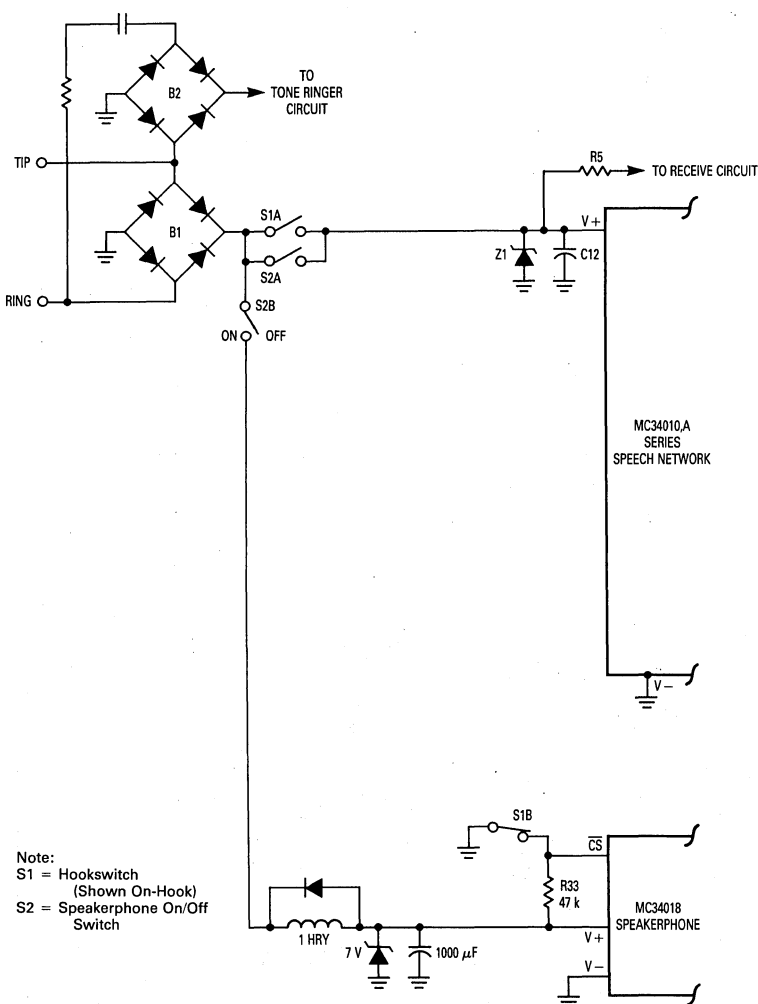 B2
TO
TONE RINGER
CIRCUIT
TIP
R5
TO RECEIVE CIRCUIT
S1A
V+
B1
Z1
C12
S2A
RING
S2B
ON
OFF
MC34010,A
SERIES
SPEECH NETWORK
V−
S1B
CS
Note:
S1 = Hookswitch
(Shown On-Hook)
S2 = Speakerphone On/Off
Switch
R33
47 k
MC34018
SPEAKERPHONE
1 HRY
7 V
1000 μF
V+
V−